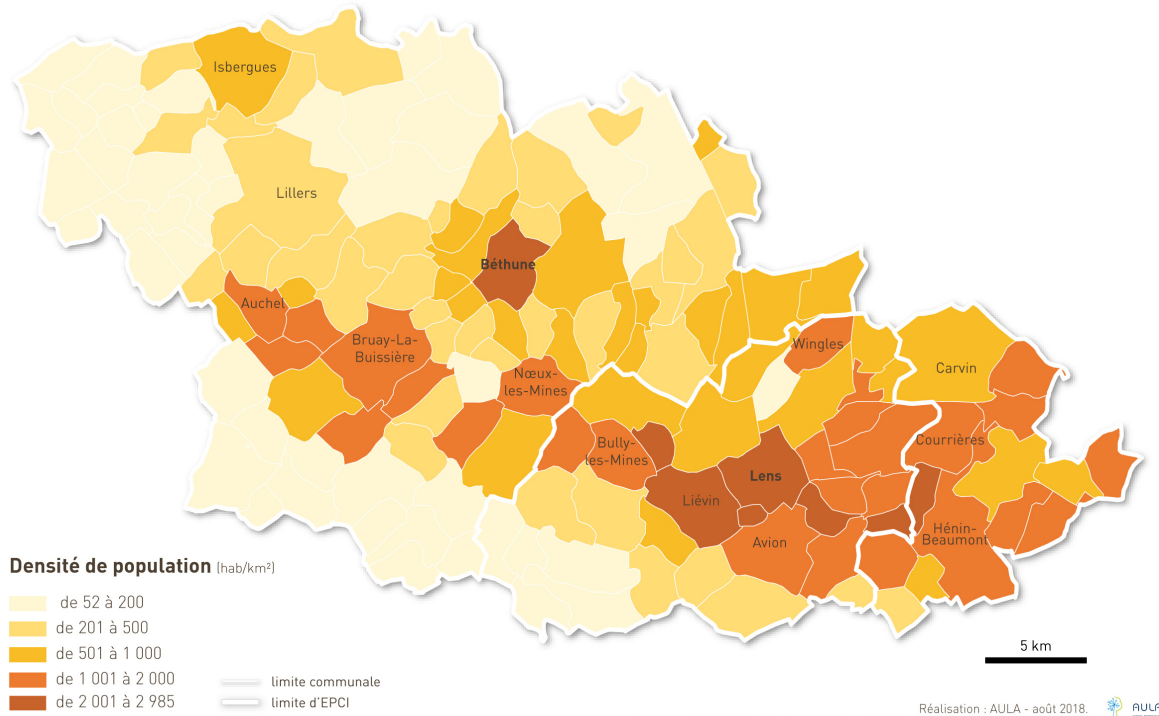 Isbergues
Lillers
Béthune
Auchel
Bruay-La-
Buissière
Nœux-
les-Mines
Wingles
Carvin
Bully-
les-Mines
Courrières
Lens
Liévin
Hénin-
Beaumont
Avion
Densité de population (hab/km²)
de 52 à 200
de 201 à 500
de 501 à 1 000
de 1 001 à 2 000
de 2 001 à 2 985
limite communale
limite d'EPCI
5 km
Réalisation : AULA - août 2018.
AULA